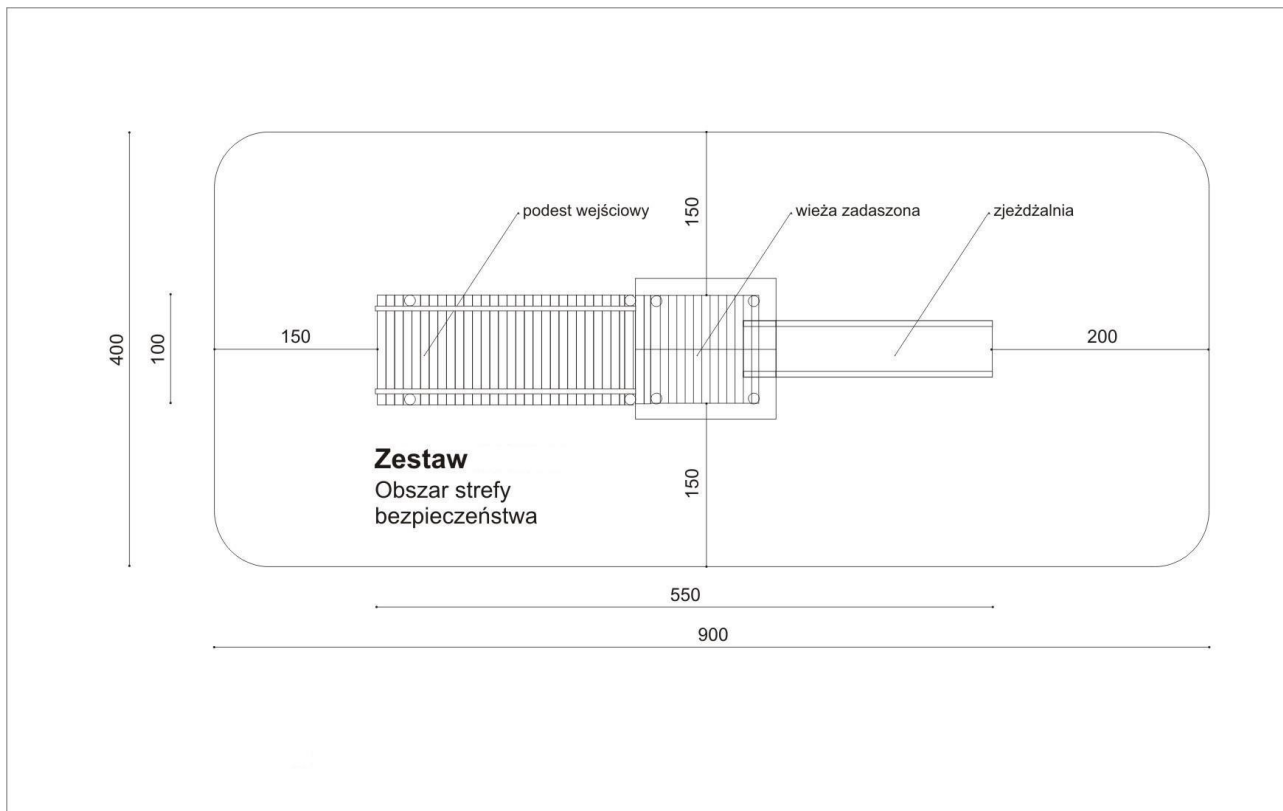 podest wejściowy
150
wieża zadaszona
zjeżdżalnia
400
100
150
200
Zestaw
Obszar strefy
bezpieczeństwa
150
550
900